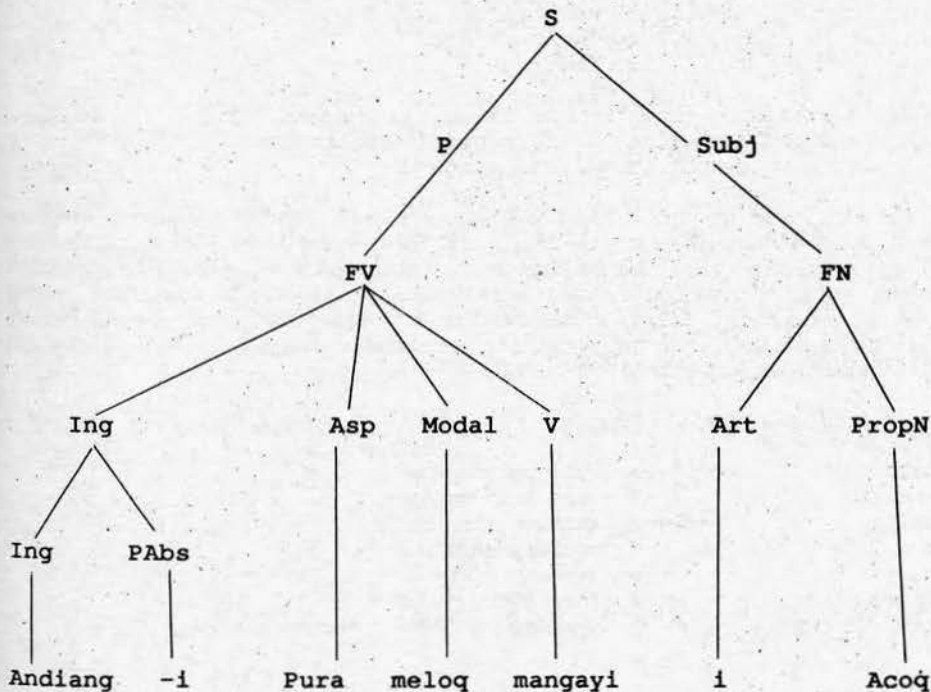 S
P Subj
FV FN
Ing Asp Modal V Art PropN
Ing PAbs
Andiang -i Pura meloq mangayi i Acoq